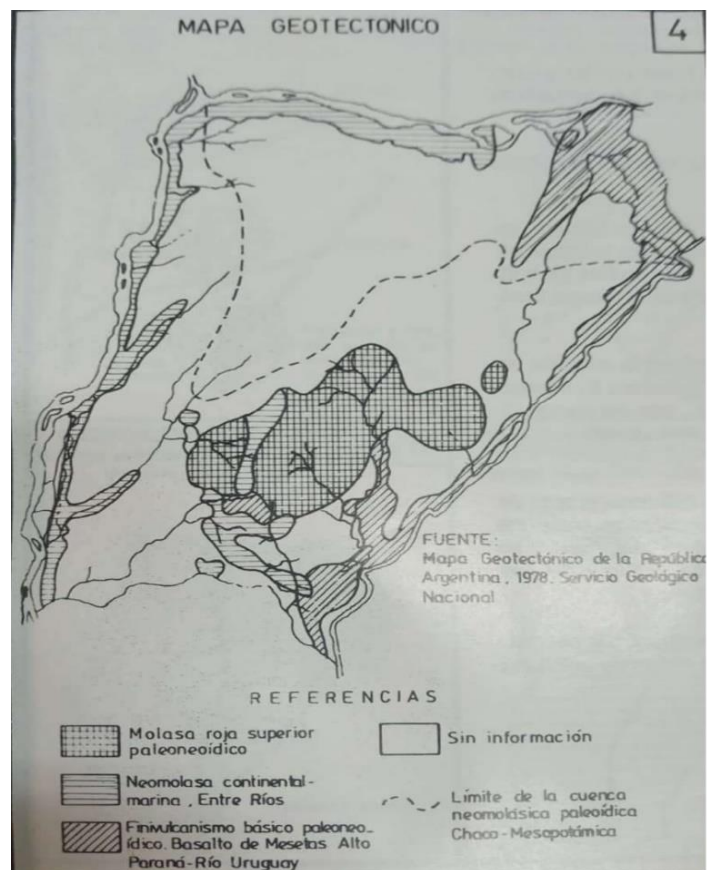 MAPA GEOTECTONICO
4
FUENTE:
Mapa Geotectónico de la República
Argentina, 1978. Servicio Geológico
Nacional
REFERENCIAS
Molasa roja superior
paleoneoídico
Neomolasa continental-
marina, Entre Ríos
Finivulcanismo básico paleoneo-
ídico. Basalto de Mesetas Alto
Paraná-Río Uruguay
Sin información
Límite de la cuenca
neomolásica paleoídica
Chaco-Mesopotámica